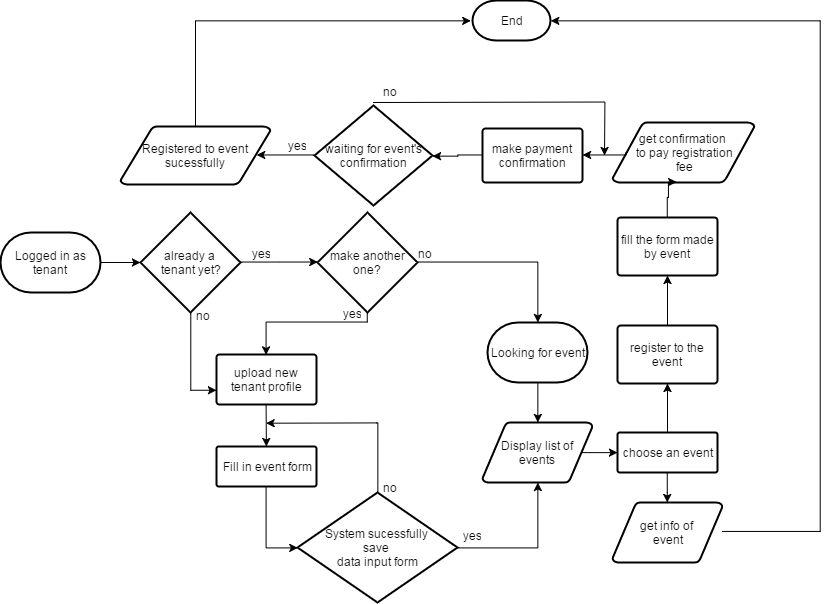 End
no
Registered to event
sucessfully
yes
waiting for event's
confirmation
make payment
confirmation
get confirmation
to pay registration
fee
Logged in as
tenant
already a
tenant yet?
yes
make another
one?
no
fill the form made
by event
no
yes
upload new
tenant profile
Looking for event
register to the
event
Fill in event form
Display list of
events
choose an event
no
System sucessfully
save
data input form
yes
get info of
event